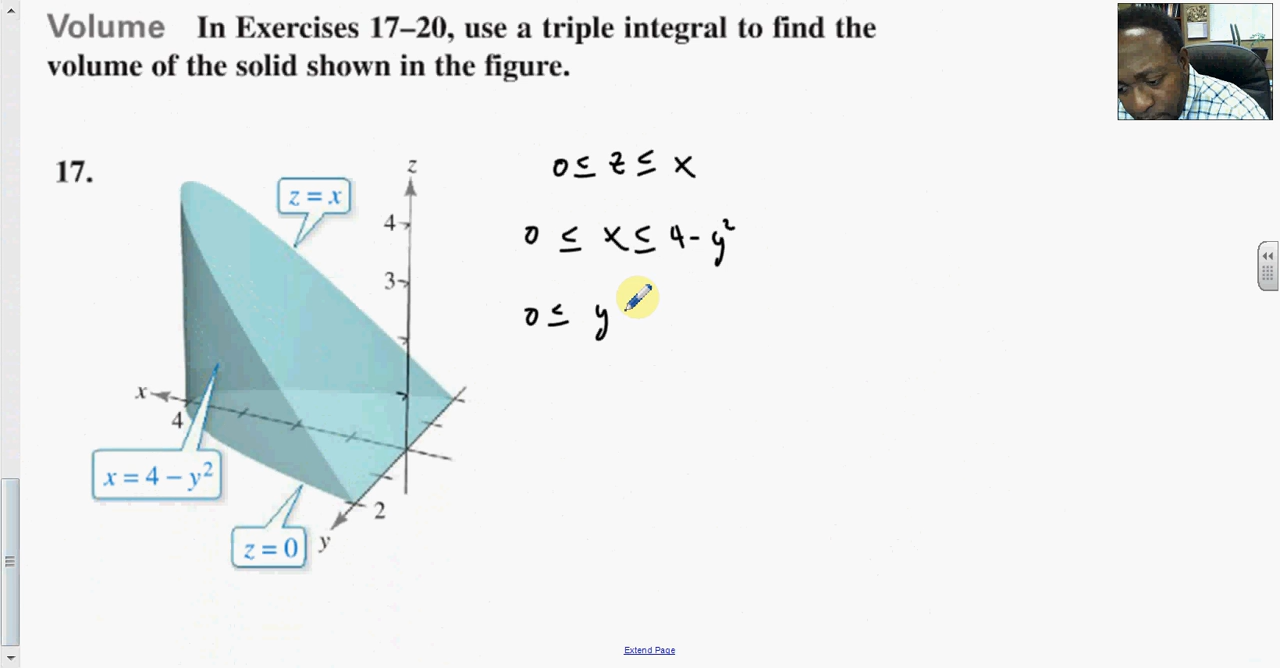 Volume In Exercises 17–20, use a triple integral to find the
volume of the solid shown in the figure.
17.
z
z = x
4
3
x
4
x = 4 − y²
2
y
z = 0
0 ≤ z ≤ x
0 ≤ x ≤ 4 - y²
0 ≤ y
Extend Page